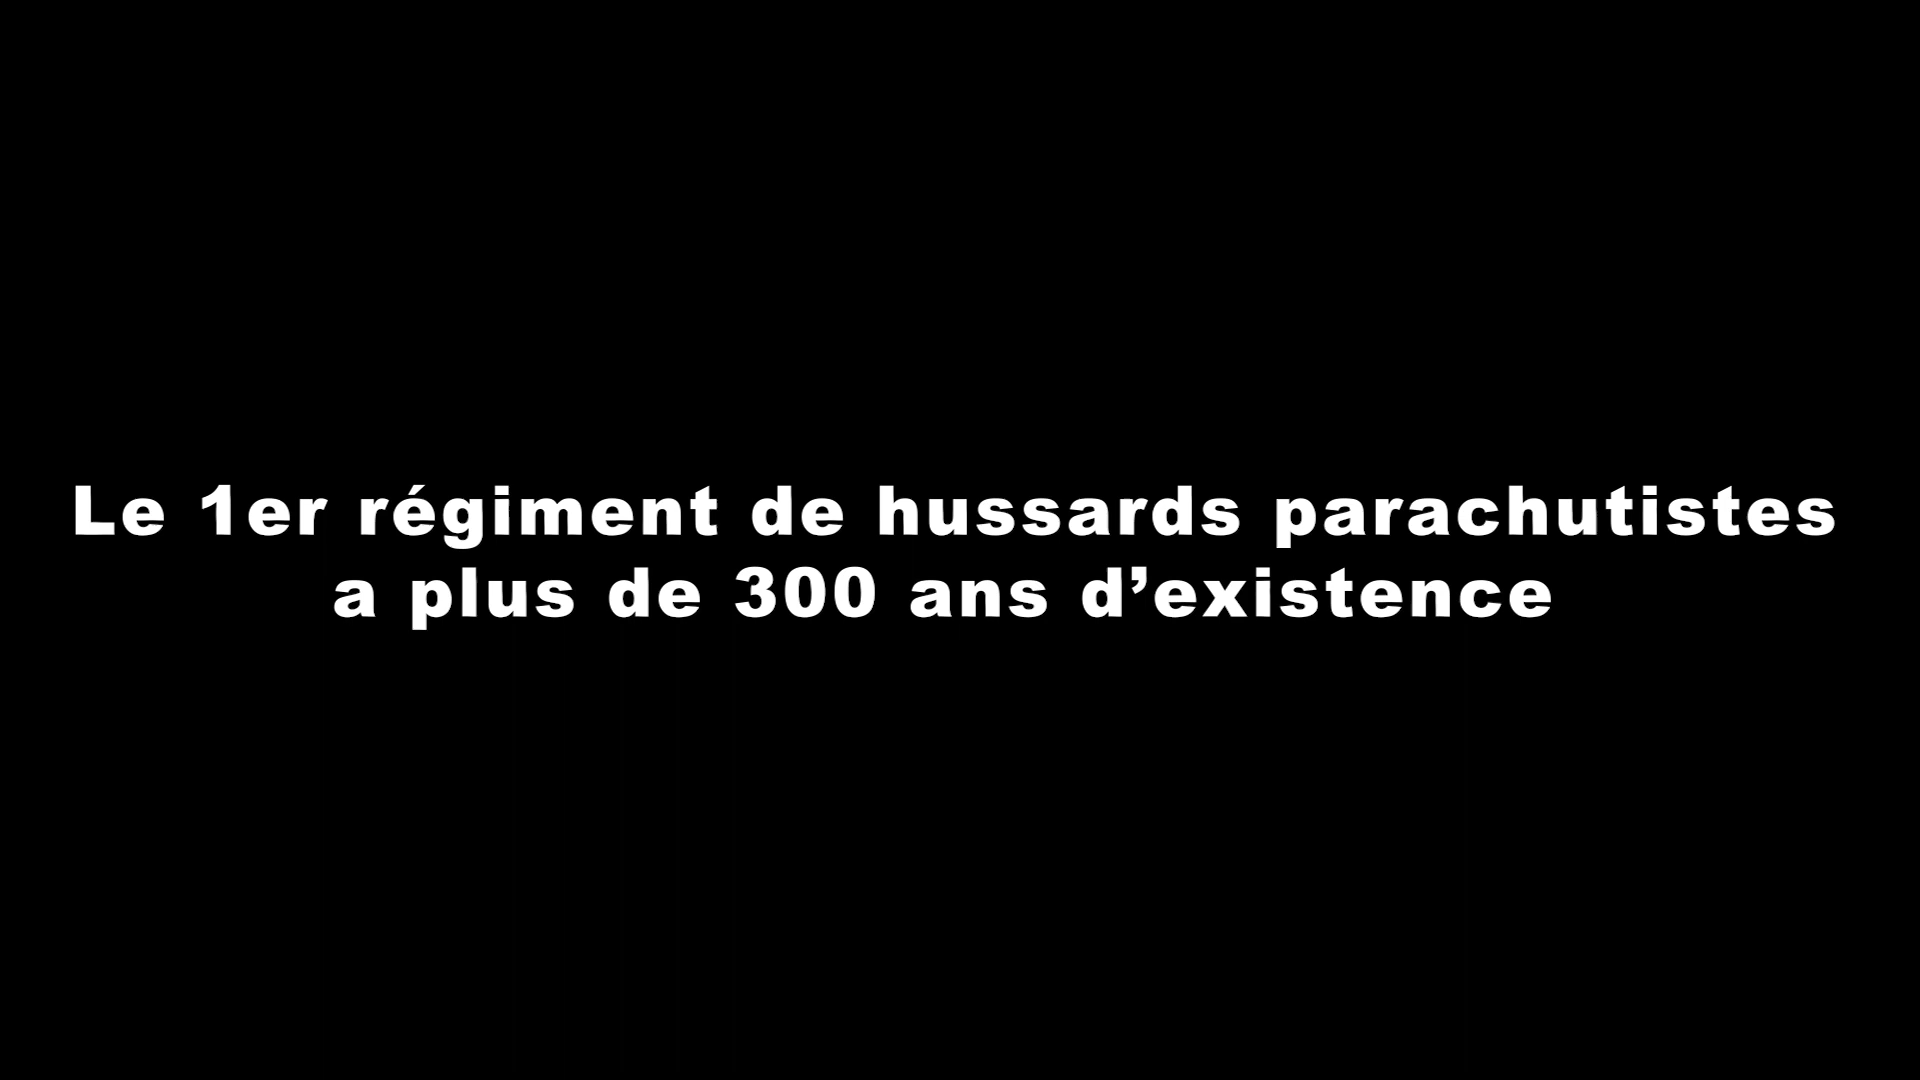 Le 1er régiment de hussards parachutistes
a plus de 300 ans d’existence